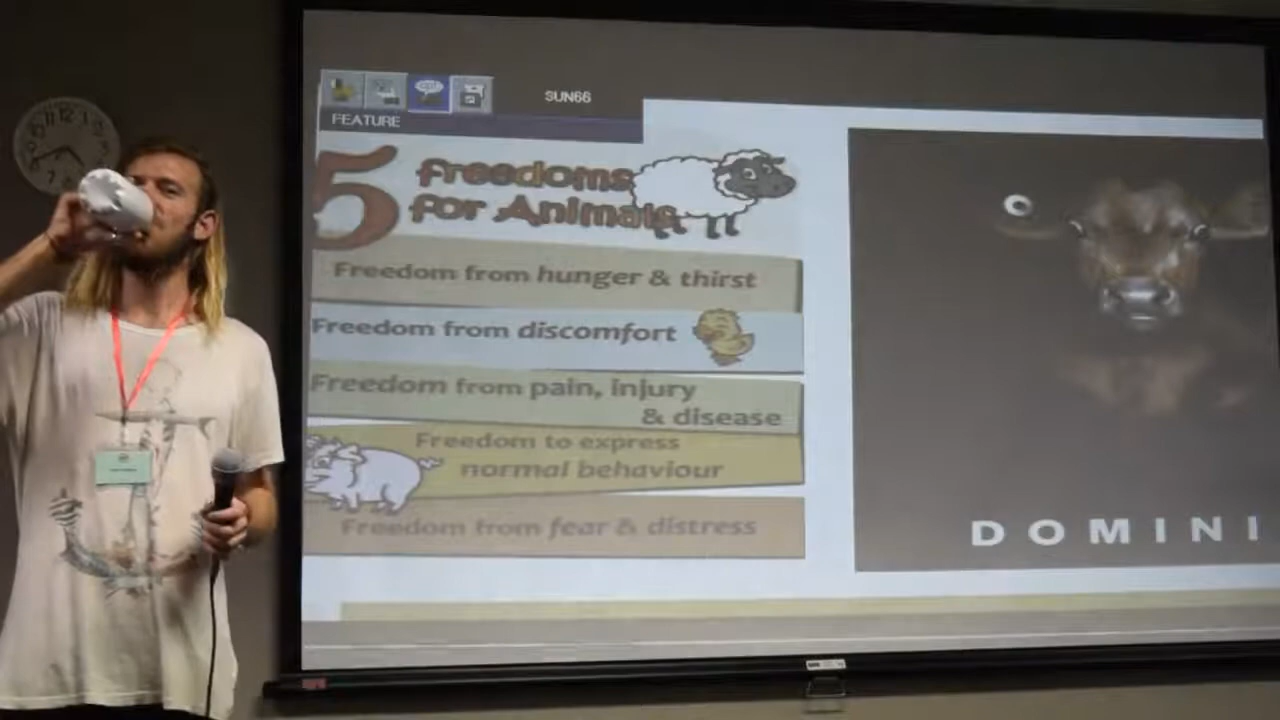 SUN66
FEATURE
5 freedoms
for Animals
Freedom from hunger & thirst
Freedom from discomfort
Freedom from pain, injury
& disease
Freedom to express
normal behaviour
Freedom from fear & distress
DOMINI